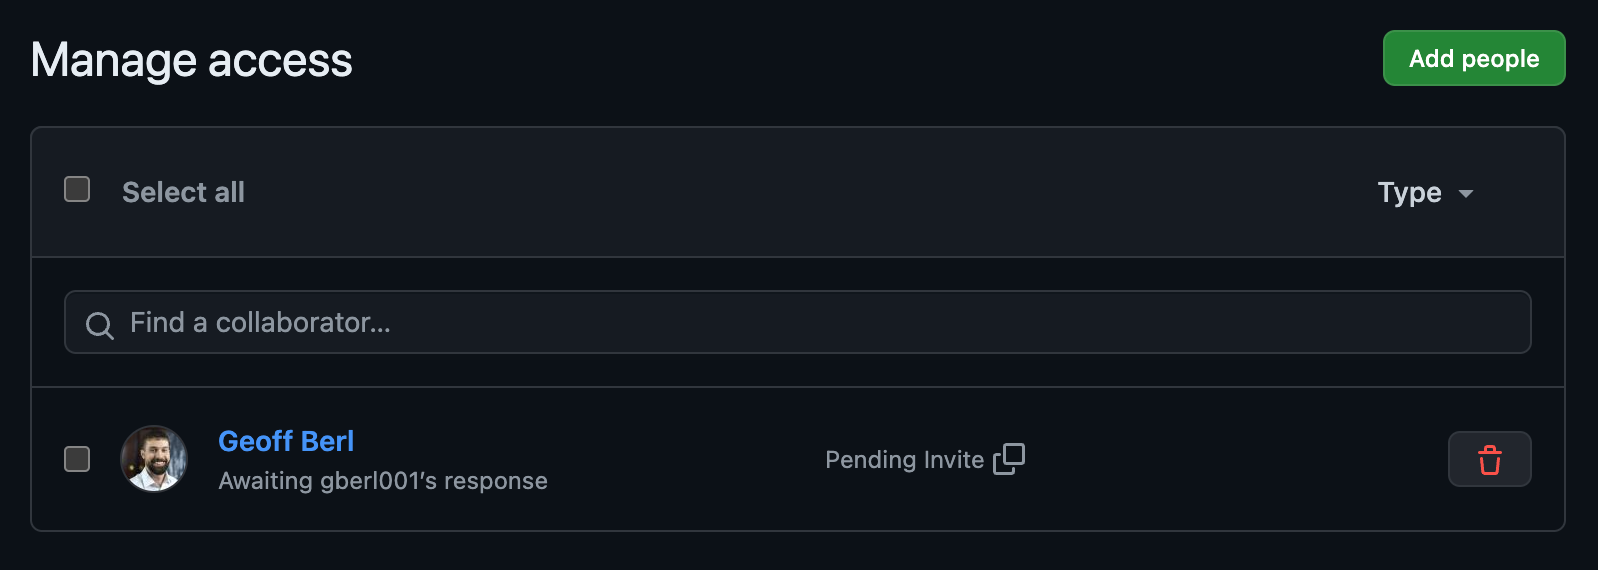 Manage access
Add people
Select all
Type
Find a collaborator...
Geoff Berl
Awaiting gberl001's response
Pending Invite